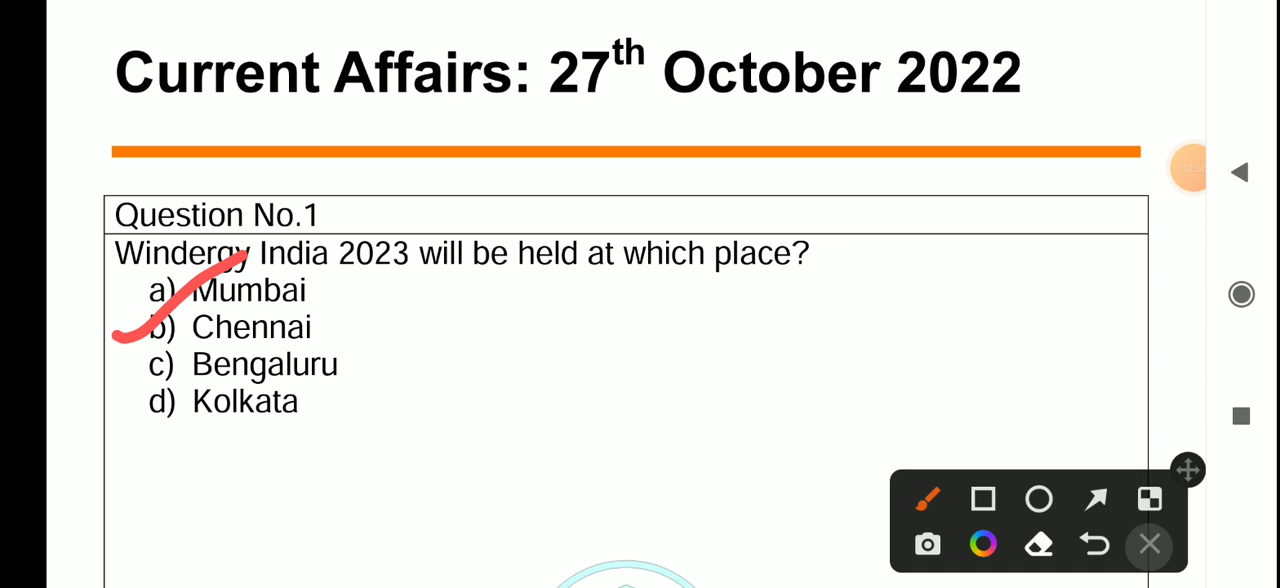 Current Affairs: 27th October 2022
Question No.1
Windergy India 2023 will be held at which place?
a) Mumbai
b) Chennai
c) Bengaluru
d) Kolkata